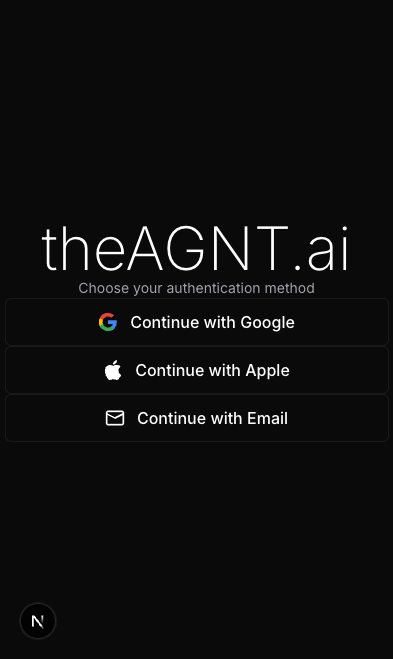 theAGNT.ai
Choose your authentication method
Continue with Google
Continue with Apple
Continue with Email
N